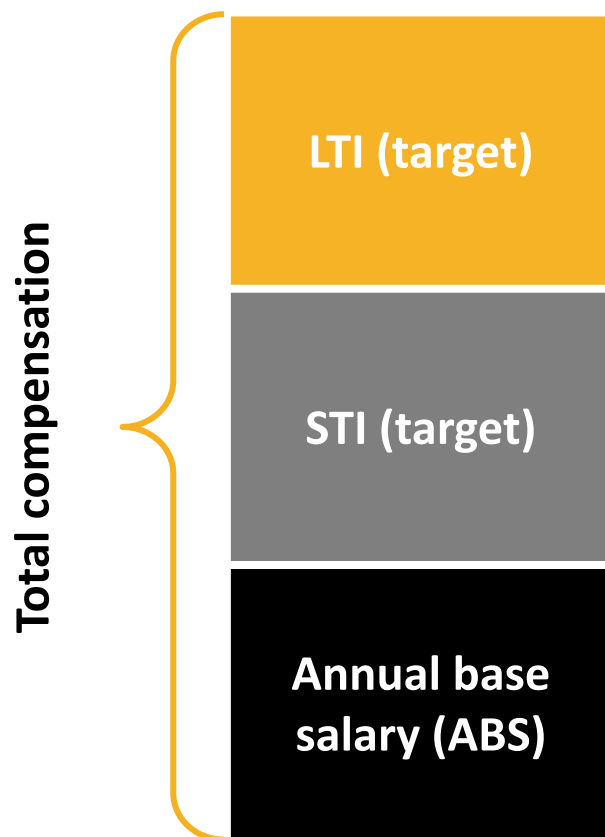 Total compensation
LTI (target)
STI (target)
Annual base
salary (ABS)